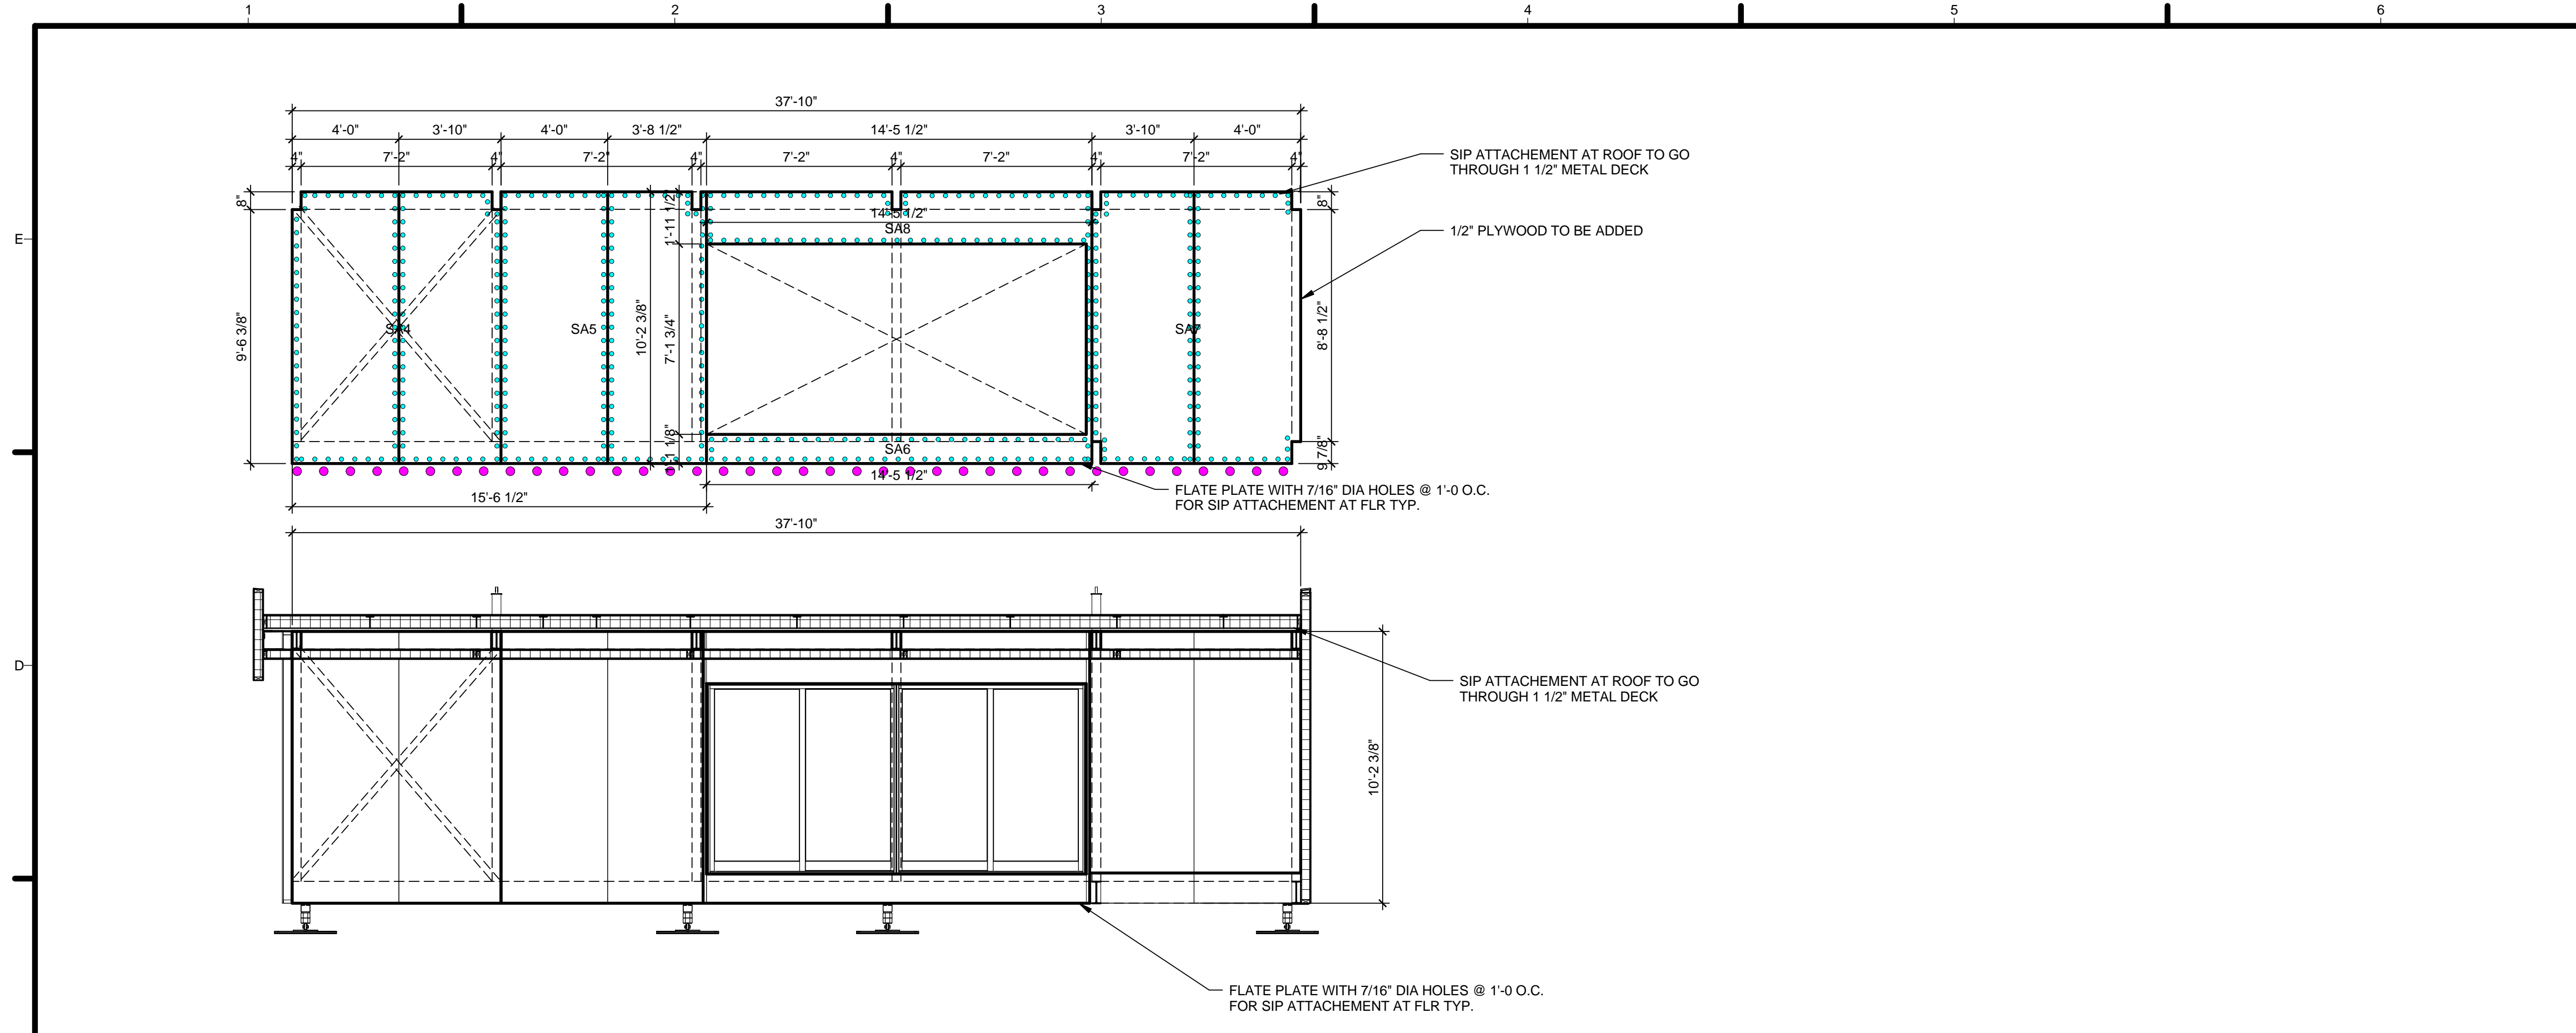 1 2 3 4 5 6
37'-10"
4'-0" 3'-10" 4'-0" 3'-8 1/2" 14'-5 1/2" 3'-10" 4'-0"
4" 7'-2" 4" 7'-2" 4" 7'-2" 4" 7'-2" 4" 7'-2" 4"
SIP ATTACHEMENT AT ROOF TO GO
THROUGH 1 1/2" METAL DECK
8" 1'-11 1/2" 8"
14'-5 1/2"
SA8
1/2" PLYWOOD TO BE ADDED
E
9'-6 3/8" 10'-2 3/8" 7'-1 3/4" 8'-8 1/2"
SA4 SA5 SA7
1'-1 1/8" 9 7/8"
SA6
14'-5 1/2"
15'-6 1/2"
FLATE PLATE WITH 7/16" DIA HOLES @ 1'-0 O.C.
FOR SIP ATTACHEMENT AT FLR TYP.
37'-10"
D
SIP ATTACHEMENT AT ROOF TO GO
THROUGH 1 1/2" METAL DECK
10'-2 3/8"
FLATE PLATE WITH 7/16" DIA HOLES @ 1'-0 O.C.
FOR SIP ATTACHEMENT AT FLR TYP.